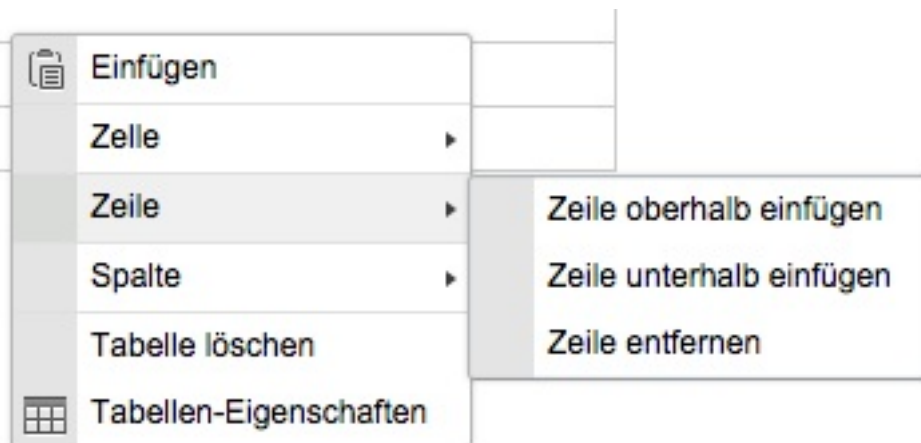 Einfügen
Zelle
Zeile
Spalte
Tabelle löschen
Tabellen-Eigenschaften
Zeile oberhalb einfügen
Zeile unterhalb einfügen
Zeile entfernen